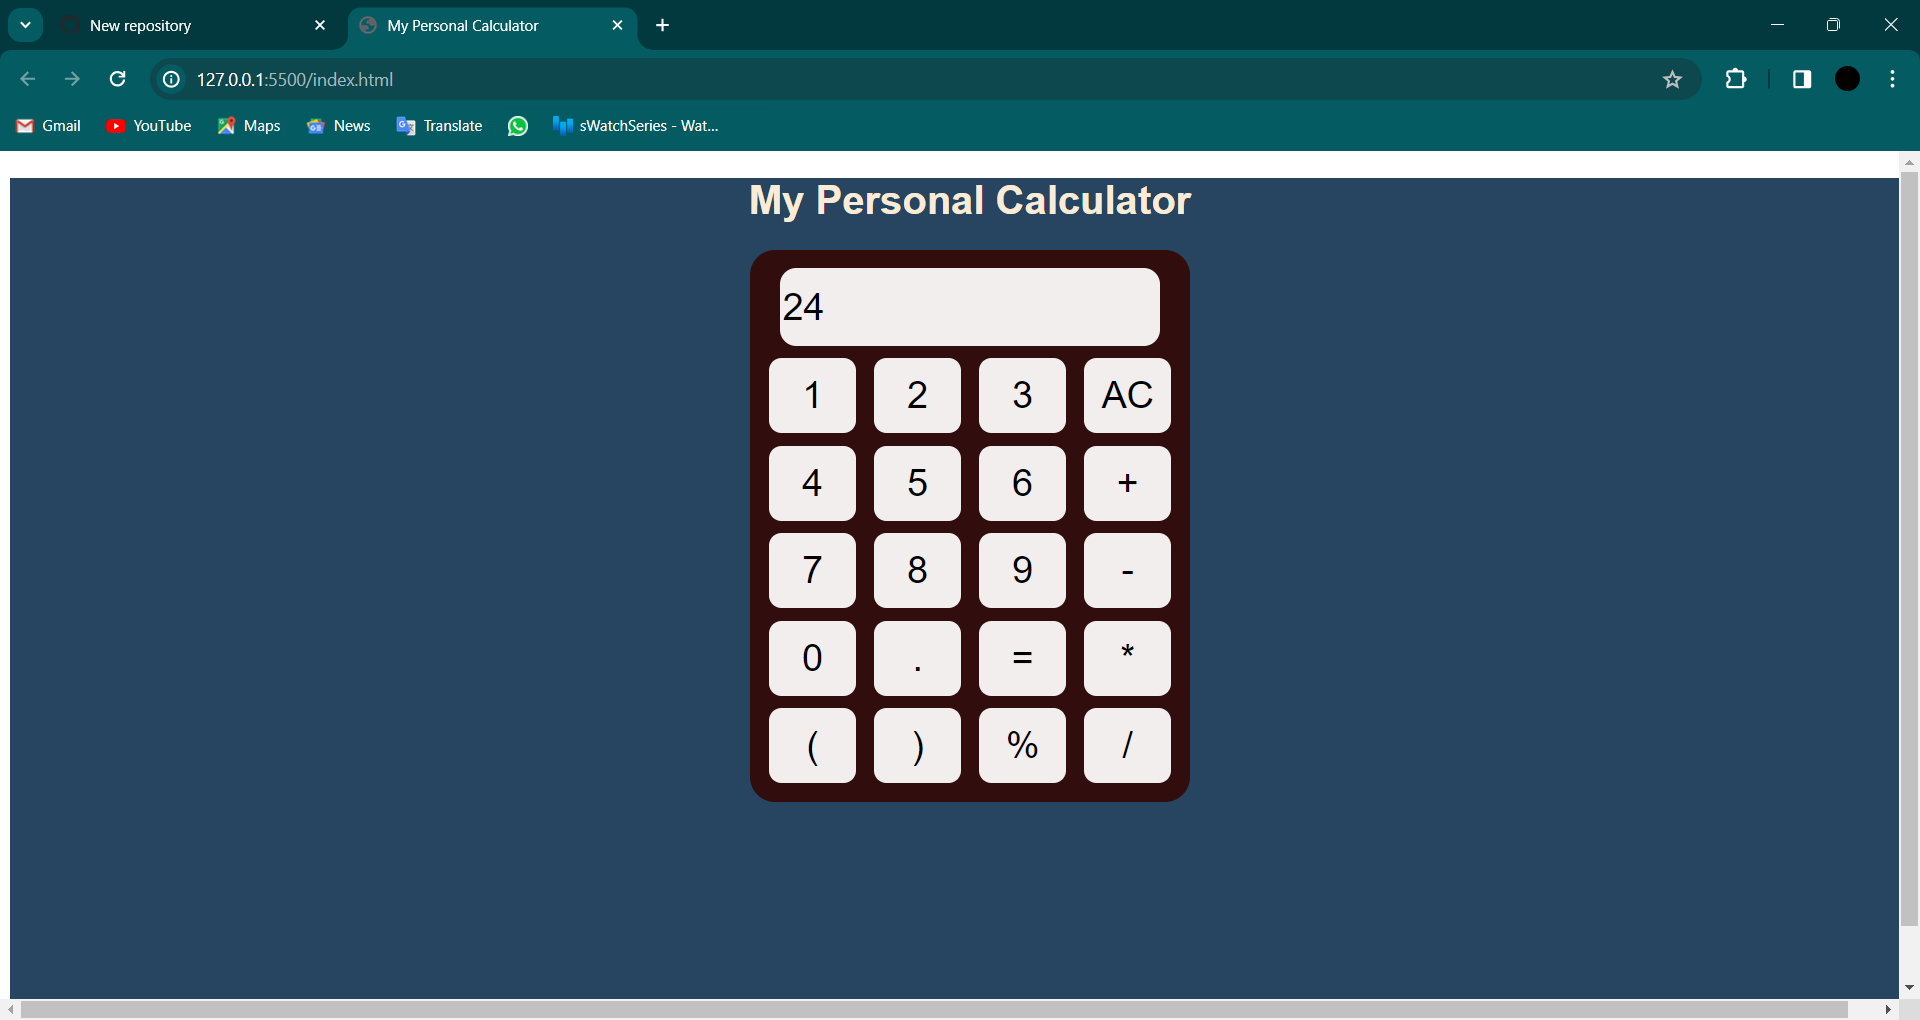 New repository
My Personal Calculator
127.0.0.1:5500/index.html
Gmail YouTube Maps News Translate sWatchSeries - Wat...
My Personal Calculator
24
1 2 3 AC
4 5 6 +
7 8 9 -
0 . = *
( ) % /